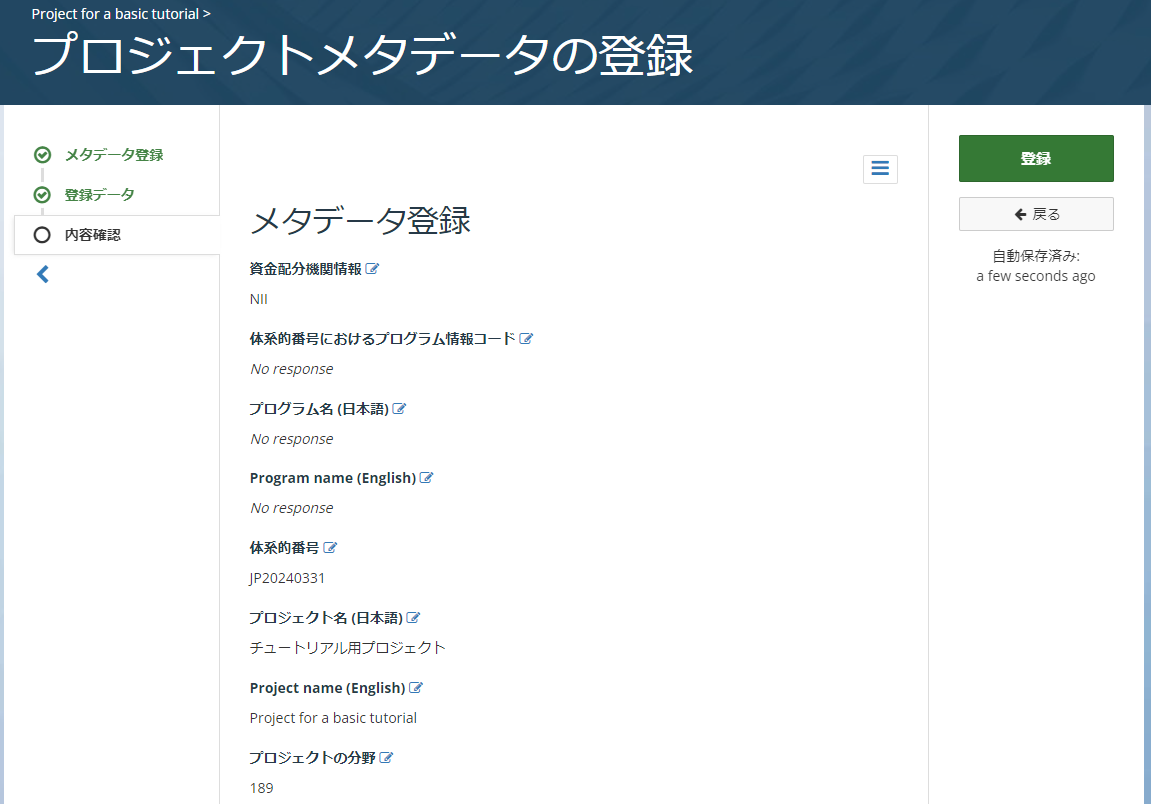 Project for a basic tutorial >
プロジェクトメタデータの登録
メタデータ登録
登録データ
内容確認
メタデータ登録
資金配分機関情報
NII
体系的番号におけるプログラム情報コード
No response
プログラム名 (日本語)
No response
Program name (English)
No response
体系的番号
JP20240331
プロジェクト名 (日本語)
チュートリアル用プロジェクト
Project name (English)
Project for a basic tutorial
プロジェクトの分野
189
登録
戻る
自動保存済み:
a few seconds ago